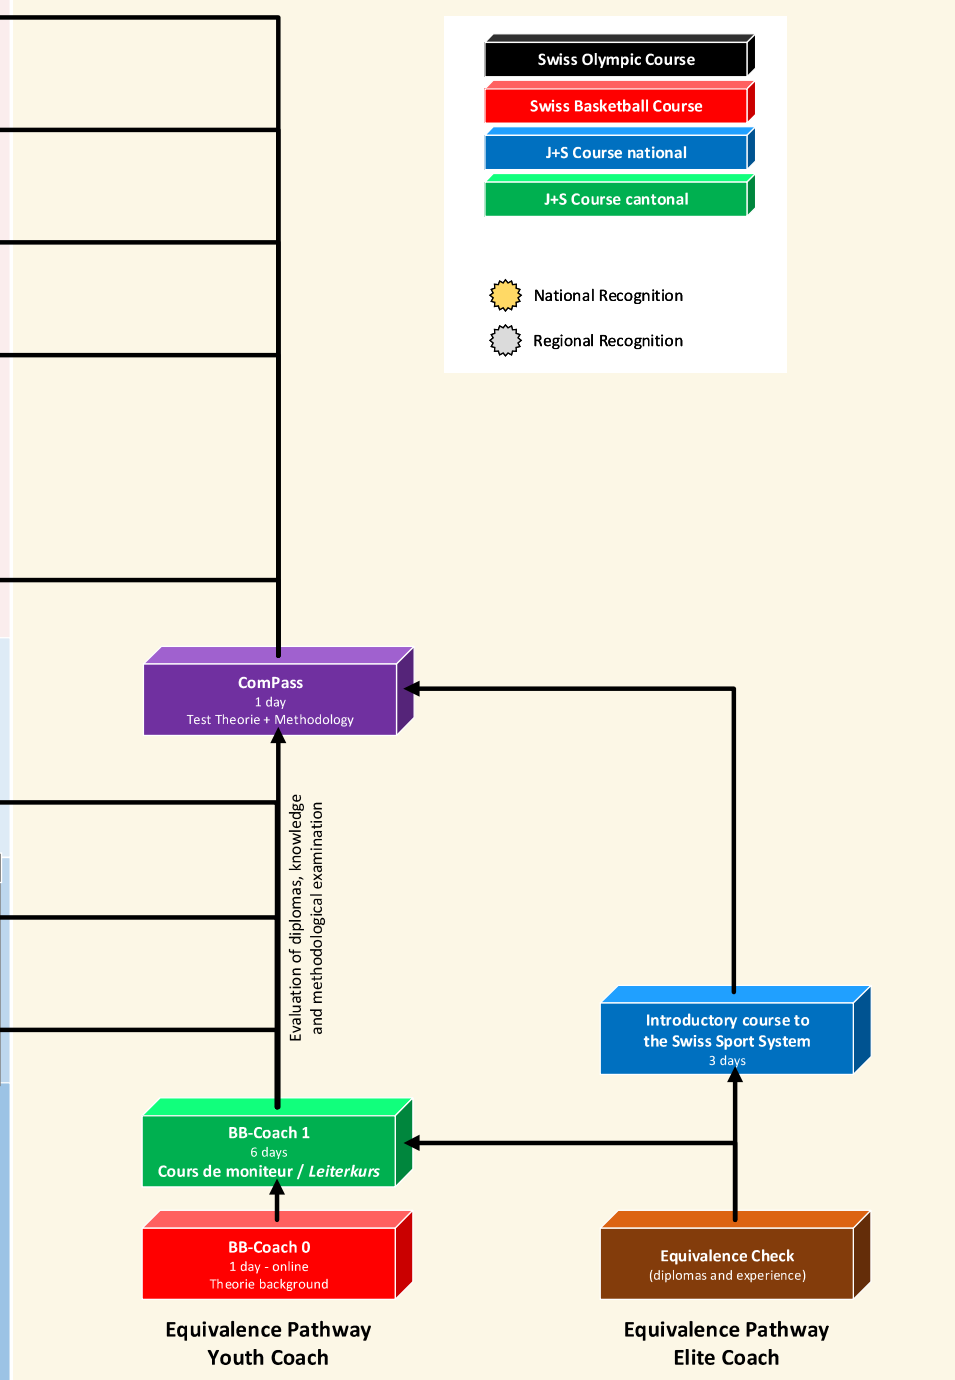 Swiss Olympic Course
Swiss Basketball Course
J+S Course national
J+S Course cantonal
National Recognition
Regional Recognition
ComPass
1 day
Test Theorie + Methodology
Evaluation of diplomas, knowledge
and methodological examination
Introductory course to
the Swiss Sport System
3 days
BB-Coach 1
6 days
Cours de moniteur / Leiterkurs
BB-Coach 0
1 day - online
Theorie background
Equivalence Check
(diplomas and experience)
Equivalence Pathway
Youth Coach
Equivalence Pathway
Elite Coach